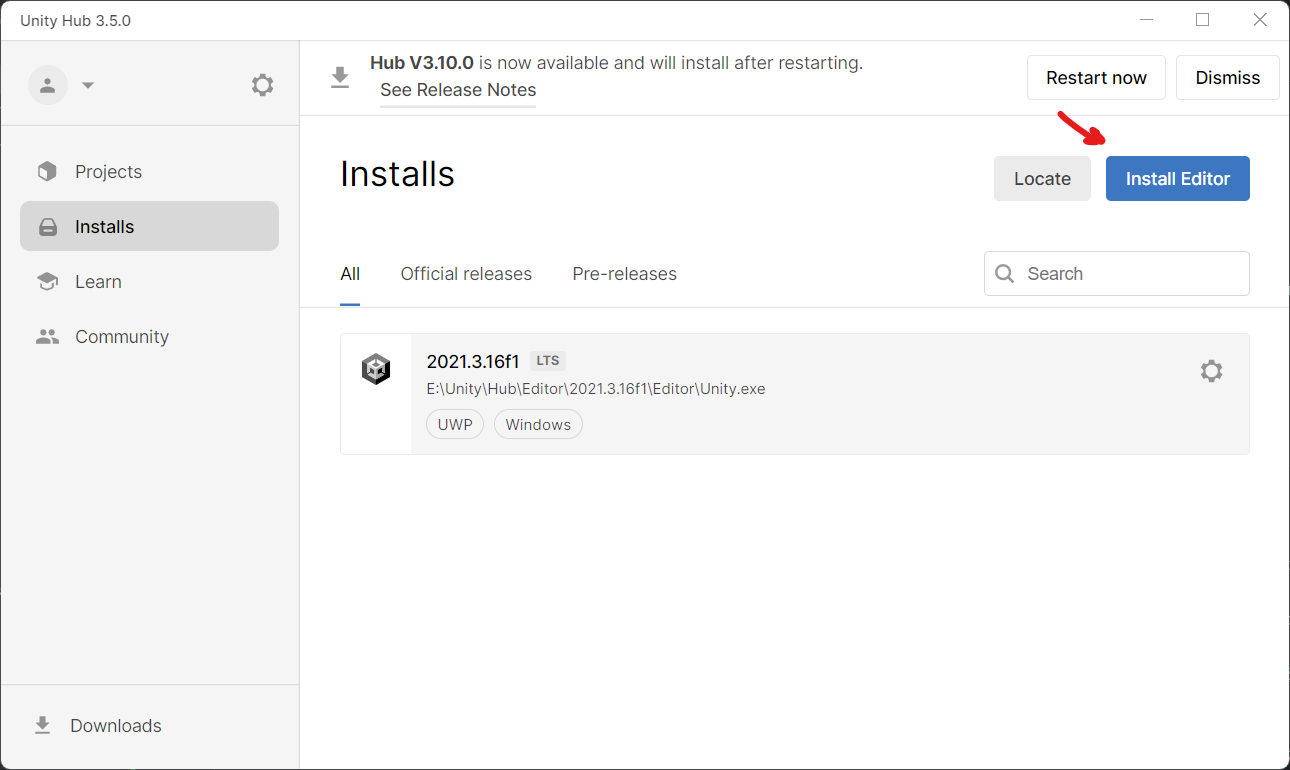 Unity Hub 3.5.0
Hub V3.10.0 is now available and will install after restarting.
See Release Notes
Restart now
Dismiss
Projects
Installs
Learn
Community
Downloads
Installs
Locate
Install Editor
All
Official releases
Pre-releases
Search
2021.3.16f1 LTS
E:\Unity\Hub\Editor\2021.3.16f1\Editor\Unity.exe
UWP
Windows